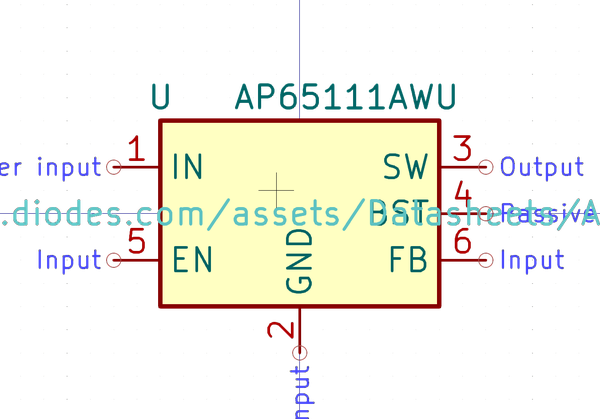 U AP65111AWU
1 3
er input IN SW Output
4
.diodes.com/assets/Datasheets/A
BST Passive
5 6
Input EN FB Input
GND
2
nput